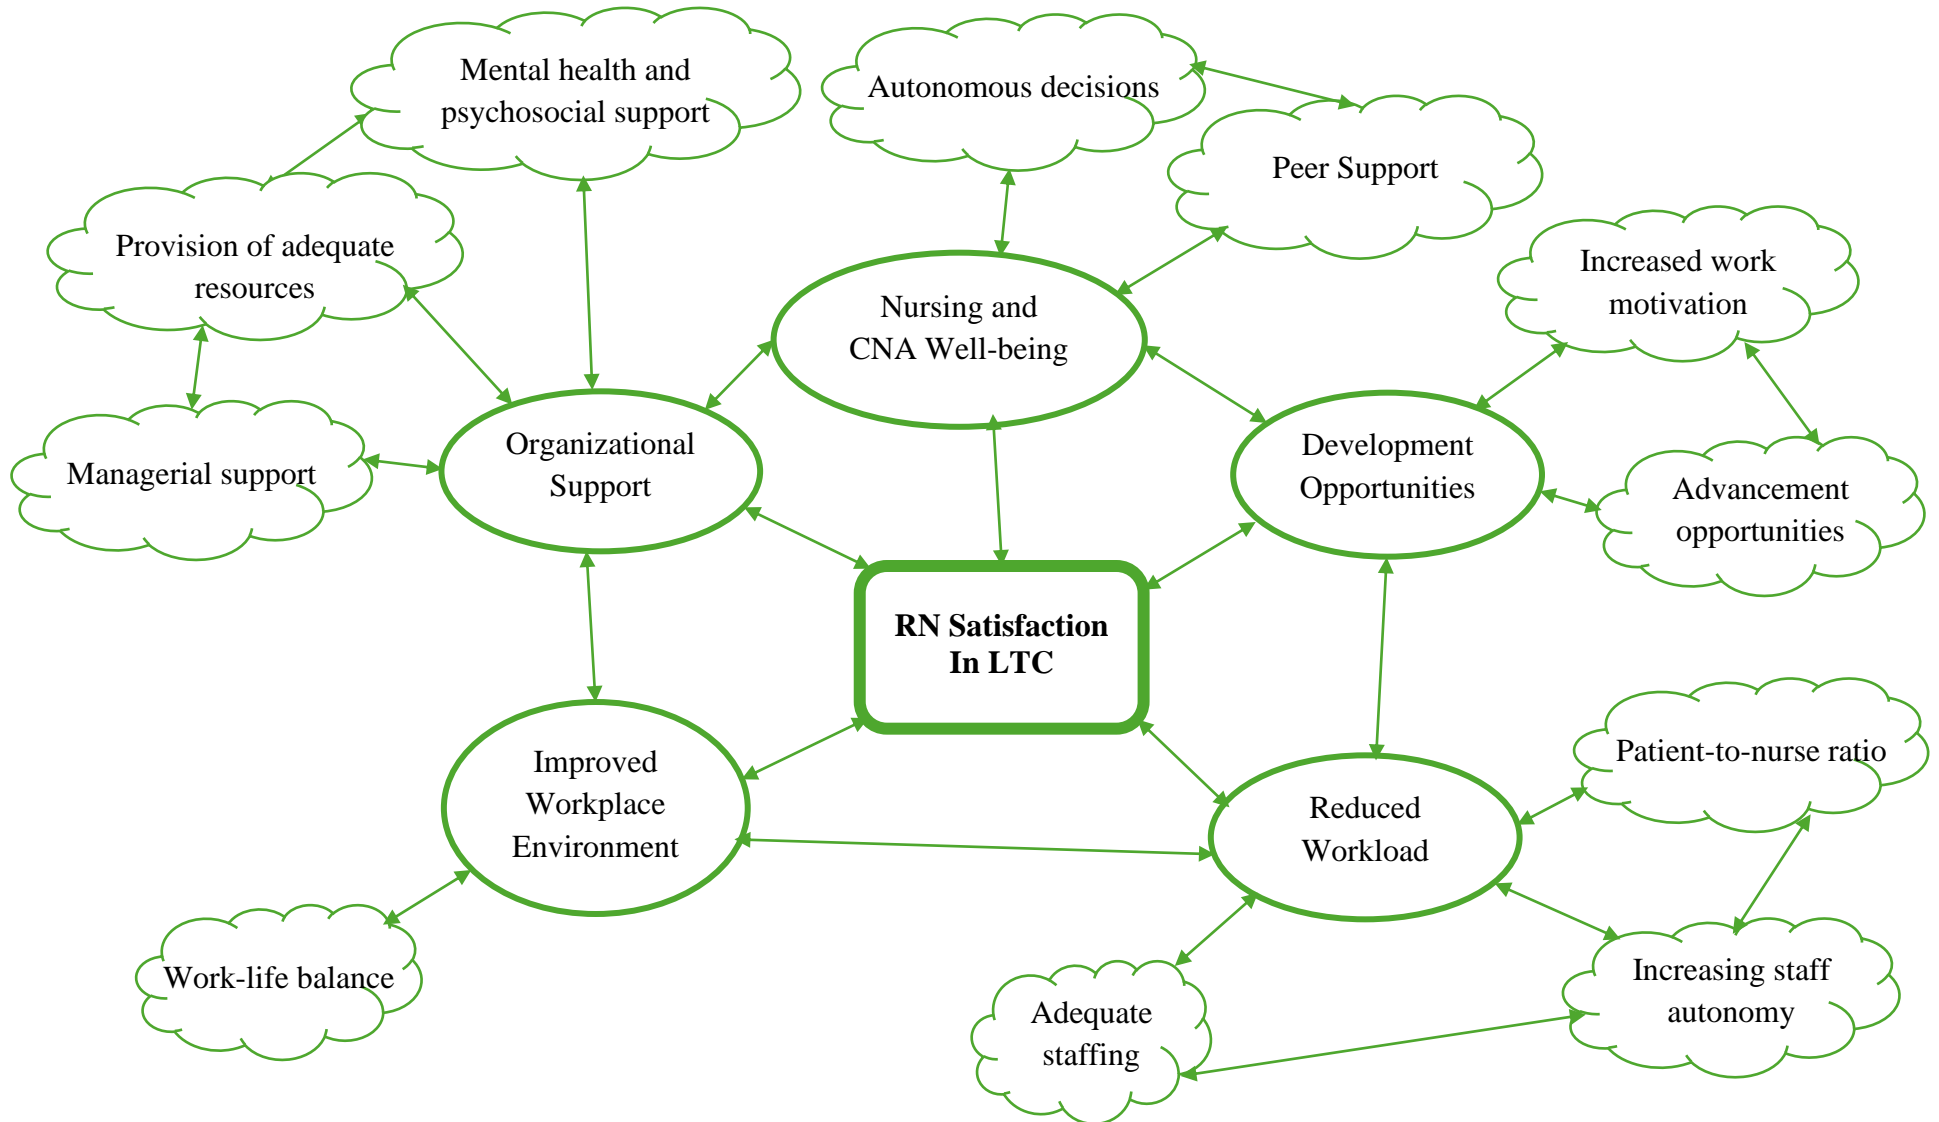 Mental health and
psychosocial support
Autonomous decisions
Peer Support
Provision of adequate
resources
Increased work
motivation
Nursing and
CNA Well-being
Managerial support
Organizational
Support
Development
Opportunities
Advancement
opportunities
RN Satisfaction
In LTC
Improved
Workplace
Environment
Reduced
Workload
Patient-to-nurse ratio
Work-life balance
Adequate
staffing
Increasing staff
autonomy